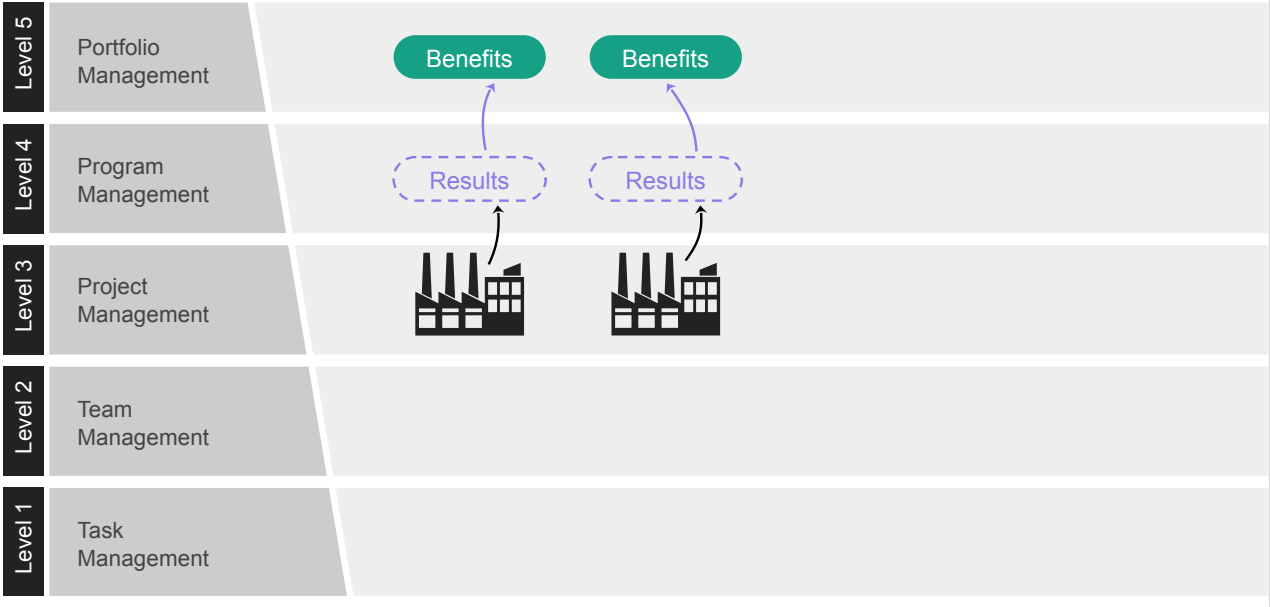 Level 5
Portfolio
Management
Benefits
Benefits
Level 4
Program
Management
Results
Results
Level 3
Project
Management
Level 2
Team
Management
Level 1
Task
Management